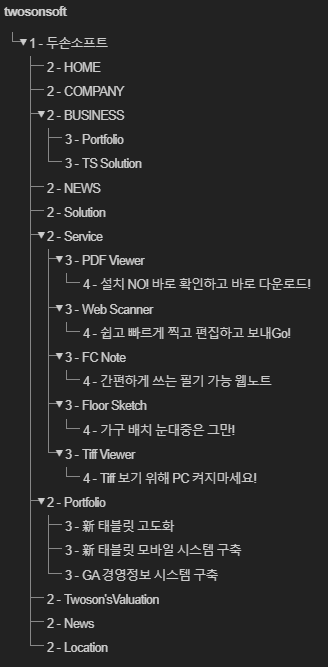 twosonsoft
1 - 두손소프트
2 - HOME
2 - COMPANY
2 - BUSINESS
3 - Portfolio
3 - TS Solution
2 - NEWS
2 - Solution
2 - Service
3 - PDF Viewer
4 - 설치 NO! 바로 확인하고 바로 다운로드!
3 - Web Scanner
4 - 쉽고 빠르게 찍고 편집하고 보내Go!
3 - FC Note
4 - 간편하게 쓰는 필기 가능 웹노트
3 - Floor Sketch
4 - 가구 배치 눈대중은 그만!
3 - Tiff Viewer
4 - Tiff 보기 위해 PC 켜지마세요!
2 - Portfolio
3 - 新 태블릿 고도화
3 - 新 태블릿 모바일 시스템 구축
3 - GA 경영정보 시스템 구축
2 - Twoson'sValuation
2 - News
2 - Location